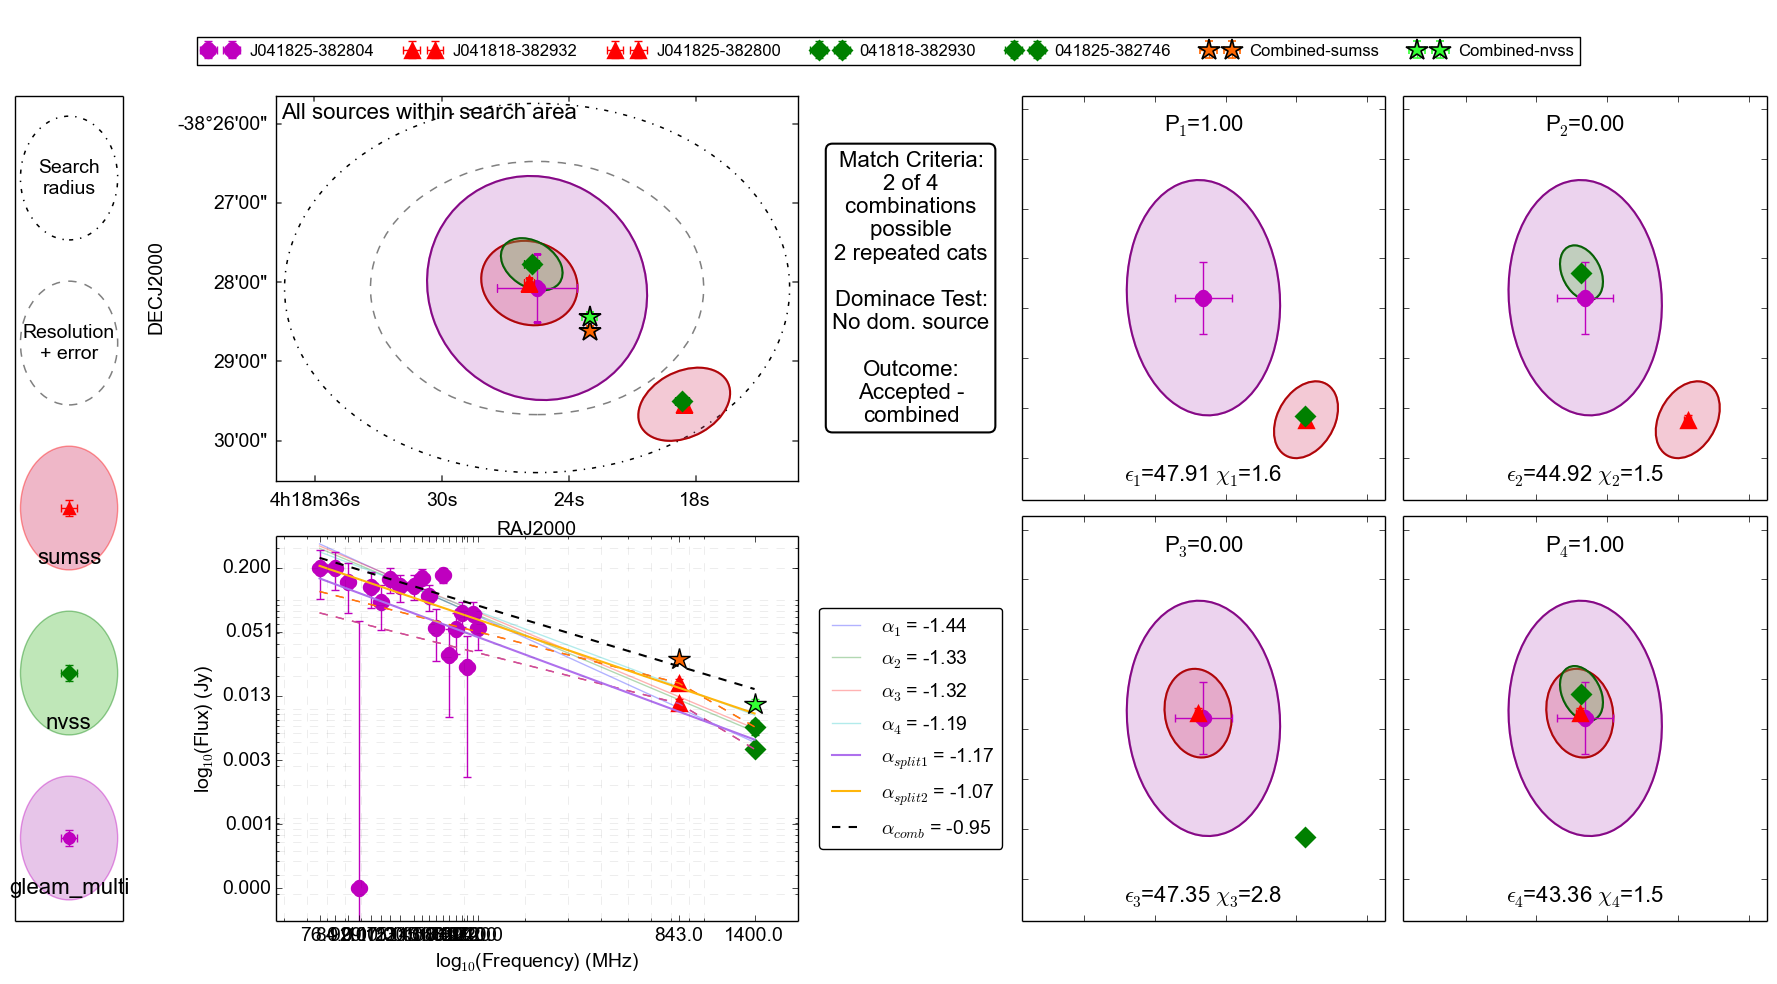 J041825-382804 J041818-382932 J041825-382800 041818-382930 041825-382746 Combined-sumss Combined-nvss
Search
radius
Resolution
+ error
sumss
nvss
gleam_multi
All sources within search area
-38°26'00"
27'00"
28'00"
29'00"
30'00"
DECJ2000
4h18m36s 30s 24s 18s
RAJ2000
Match Criteria:
2 of 4
combinations
possible
2 repeated cats
Dominace Test:
No dom. source
Outcome:
Accepted -
combined
P1=1.00
ϵ1=47.91 χ1=1.6
P2=0.00
ϵ2=44.92 χ2=1.5
0.200
0.051
0.013
0.003
0.001
0.000
log10(Flux) (Jy)
843.0 1400.0
log10(Frequency) (MHz)
α1 = -1.44
α2 = -1.33
α3 = -1.32
α4 = -1.19
αsplit1 = -1.17
αsplit2 = -1.07
αcomb = -0.95
P3=0.00
ϵ3=47.35 χ3=2.8
P4=1.00
ϵ4=43.36 χ4=1.5